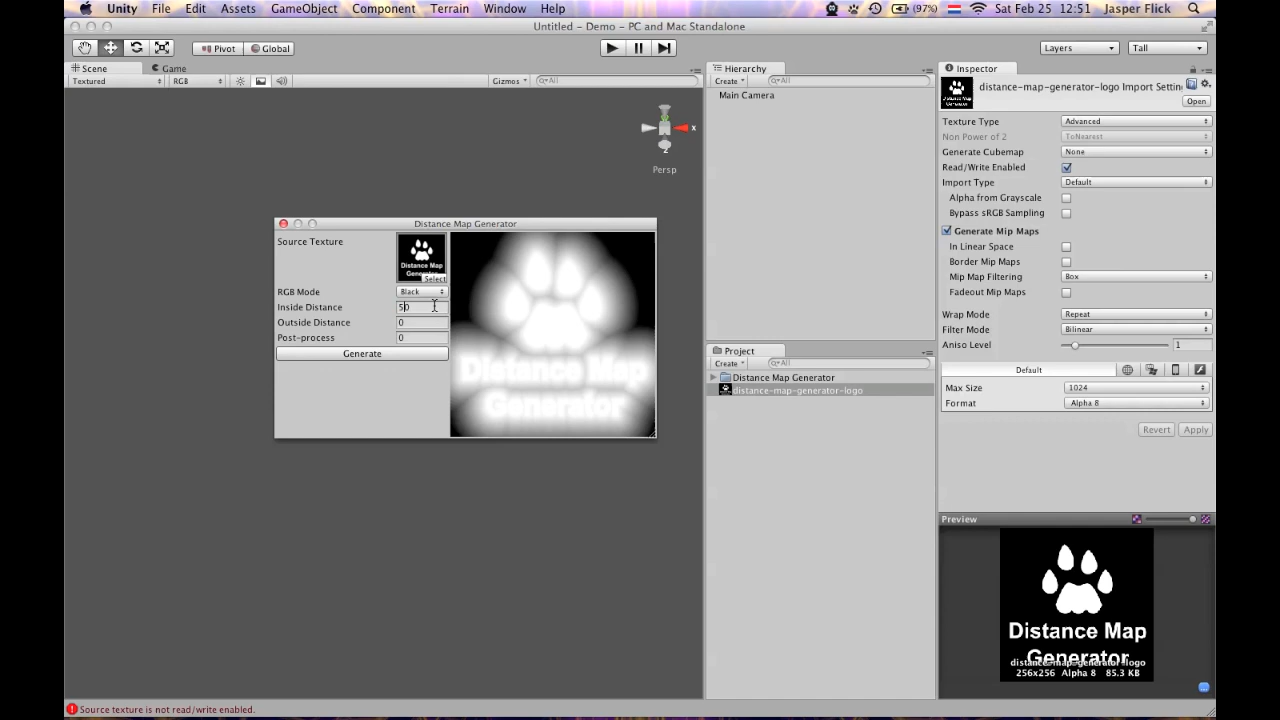 Unity File Edit Assets GameObject Component Terrain Window Help (97%) Sat Feb 25 12:51 Jasper Flick
Untitled - Demo - PC and Mac Standalone
Pivot Global Layers Tall
Scene Game
Textured RGB Gizmos All
Persp
x
z
Hierarchy
Create All
Main Camera
Distance Map Generator
Source Texture
Distance Map
Generator
Select
RGB Mode Black
Inside Distance 50
Outside Distance 0
Post-process 0
Generate
Distance Map
Generator
Project
Create All
Distance Map Generator
distance-map-generator-logo
Inspector
distance-map-generator-logo Import Settin
Open
Texture Type Advanced
Non Power of 2 ToNearest
Generate Cubemap None
Read/Write Enabled
Import Type Default
Alpha from Grayscale
Bypass sRGB Sampling
Generate Mip Maps
In Linear Space
Border Mip Maps
Mip Map Filtering Box
Fadeout Mip Maps
Wrap Mode Repeat
Filter Mode Bilinear
Aniso Level 1
Default
Max Size 1024
Format Alpha 8
Revert Apply
Preview
Distance Map
Generator
distance-map-generator-logo
256x256 Alpha 8 85.3 KB
Source texture is not read/write enabled.